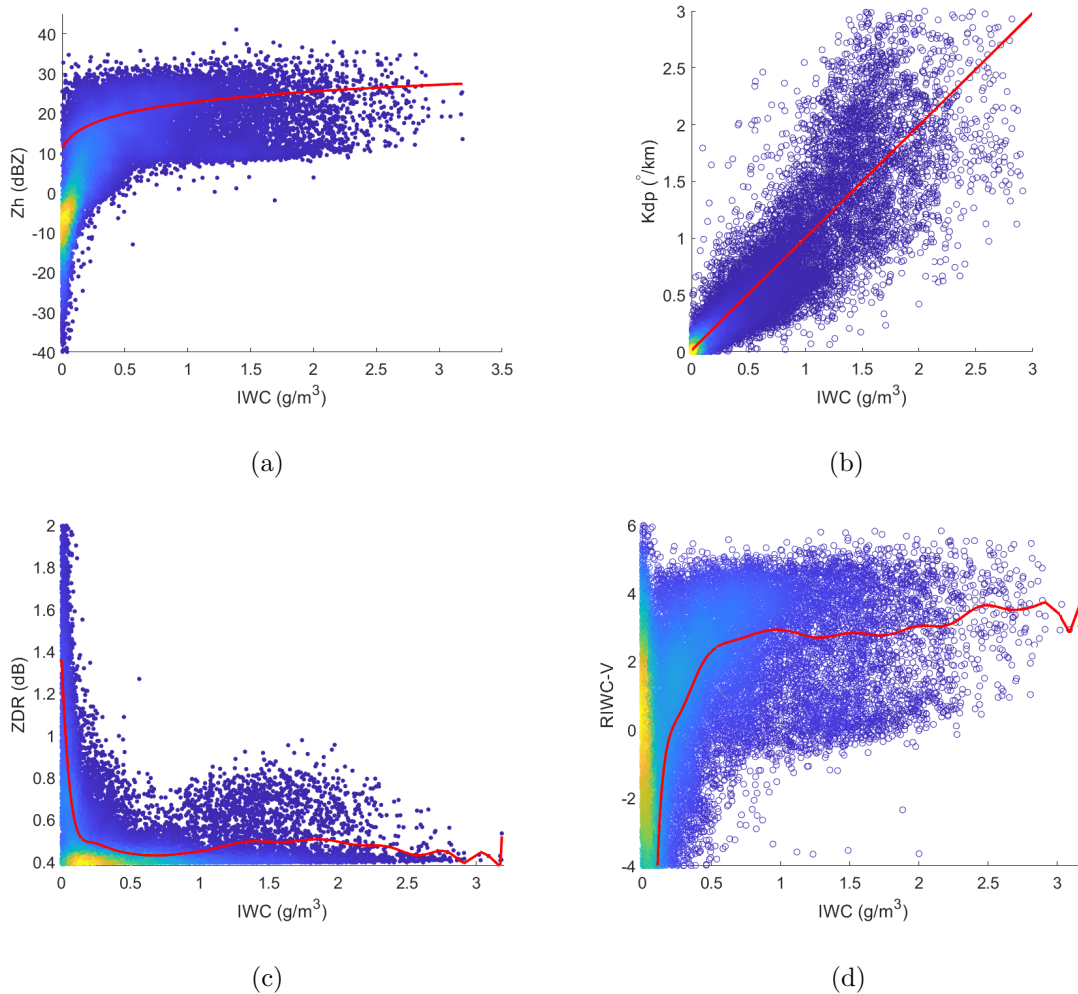 40
30
20
10
0
-10
-20
-30
-40
Zh (dBZ)
0 0.5 1 1.5 2 2.5 3 3.5
IWC (g/m³)
(a)
3
2.5
2
1.5
1
0.5
0
Kdp (°/km)
0 0.5 1 1.5 2 2.5 3
IWC (g/m³)
(b)
2
1.8
1.6
1.4
1.2
1
0.8
0.6
0.4
ZDR (dB)
0 0.5 1 1.5 2 2.5 3
IWC (g/m³)
(c)
6
4
2
0
-2
-4
RIWC-V
0 0.5 1 1.5 2 2.5 3
IWC (g/m³)
(d)